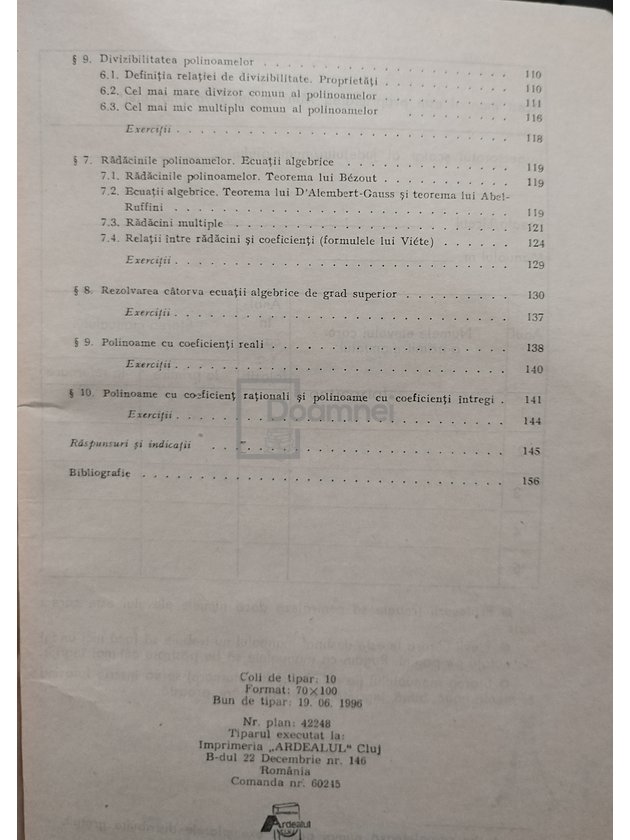 § 9. Divizibilitatea polinoamelor . . . . . . . . . . . . . . . . . . 110
6.1. Definiția relației de divizibilitate. Proprietăți . . . . . . . . 110
6.2. Cel mai mare divizor comun al polinoamelor . . . . . . . . 111
6.3. Cel mai mic multiplu comun al polinoamelor . . . . . . . . 116
Exerciții . . . . . . . . . . . . . . . . . . . . . . . . . . 118
§ 7. Rădăcinile polinoamelor. Ecuații algebrice . . . . . . . . . . . 119
7.1. Rădăcinile polinoamelor. Teorema lui Bézout . . . . . . . . 119
7.2. Ecuații algebrice. Teorema lui D'Alembert-Gauss și teorema lui Abel-
Ruffini . . . . . . . . . . . . . . . . . . . . . . . . . . 119
7.3. Rădăcini multiple . . . . . . . . . . . . . . . . . . . . . 121
7.4. Relații între rădăcini și coeficienți (formulele lui Viéte) . . . . . . 124
Exerciții . . . . . . . . . . . . . . . . . . . . . . . . . . 129
§ 8. Rezolvarea cîtorva ecuații algebrice de grad superior . . . . . . . . 130
Exerciții . . . . . . . . . . . . . . . . . . . . . . . . . . 137
§ 9. Polinoame cu coeficienți reali . . . . . . . . . . . . . . . . . . 138
Exerciții . . . . . . . . . . . . . . . . . . . . . . . . . . 140
§ 10. Polinoame cu coeficienț raționali și polinoame cu coeficienți întregi . 141
Exerciții . . . . . . . . . . . . . . . . . . . . . . . . . . 144
Răspunsuri și indicații . . . . . . . . . . . . . . . . . . . . . . 145
Bibliografie . . . . . . . . . . . . . . . . . . . . . . . . . . . 156
Doamnei
Coli de tipar: 10
Format: 70×100
Bun de tipar: 19. 06. 1996
Nr. plan: 42248
Tiparul executat la:
Imprimeria „ARDEALUL" Cluj
B-dul 22 Decembrie nr. 146
România
Comanda nr. 60245
Ardealul